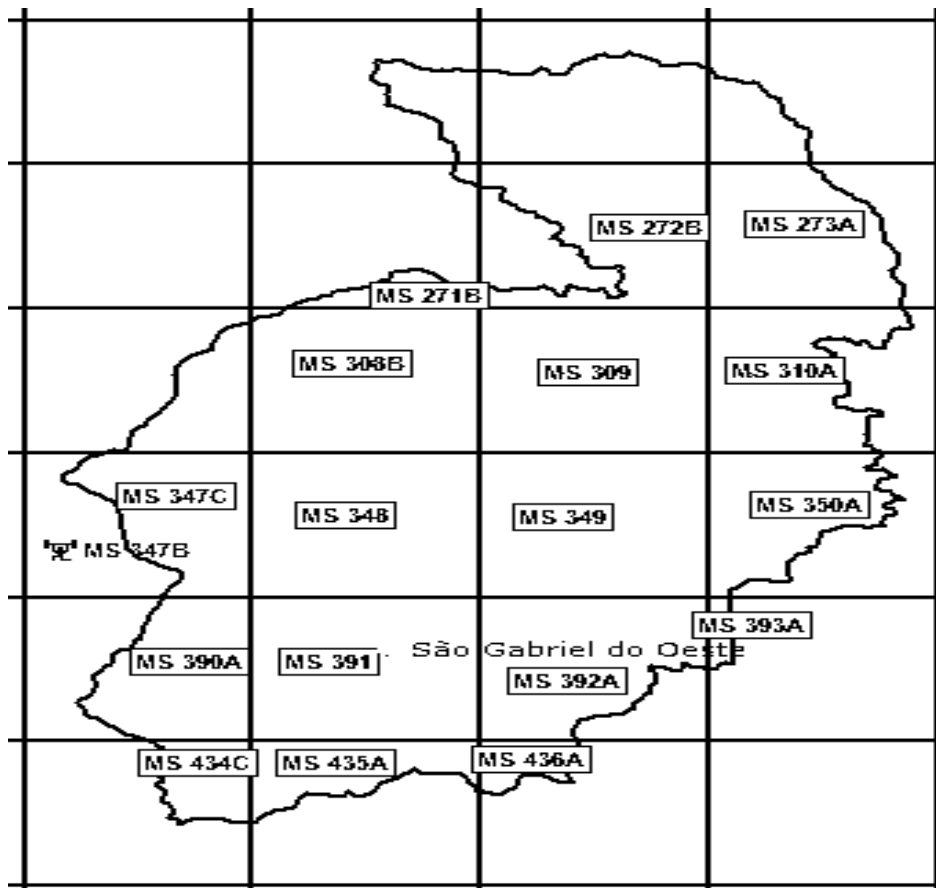 MS 272B
MS 273A
MS 271B
MS 308B
MS 309
MS 310A
MS 347C
MS 348
MS 349
MS 350A
MS 347B
MS 393A
São Gabriel do Oeste
MS 390A
MS 391
MS 392A
MS 434C
MS 435A
MS 436A